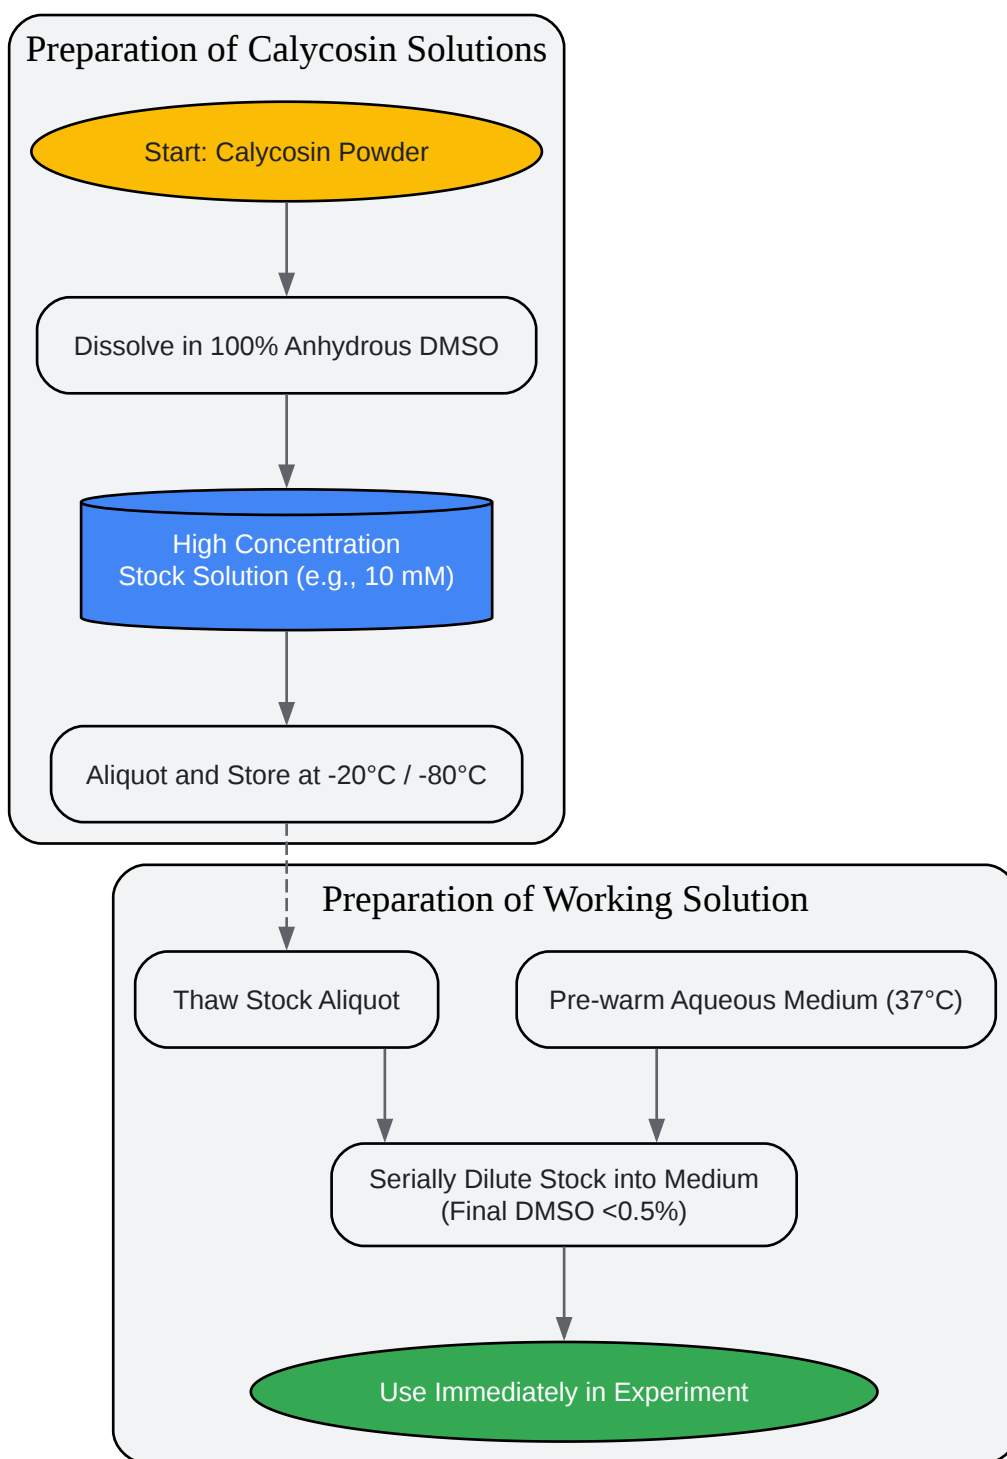 Preparation of Calycosin Solutions
Start: Calycosin Powder
Dissolve in 100% Anhydrous DMSO
High Concentration
Stock Solution (e.g., 10 mM)
Aliquot and Store at -20°C / -80°C
Preparation of Working Solution
Thaw Stock Aliquot
Pre-warm Aqueous Medium (37°C)
Serially Dilute Stock into Medium
(Final DMSO <0.5%)
Use Immediately in Experiment